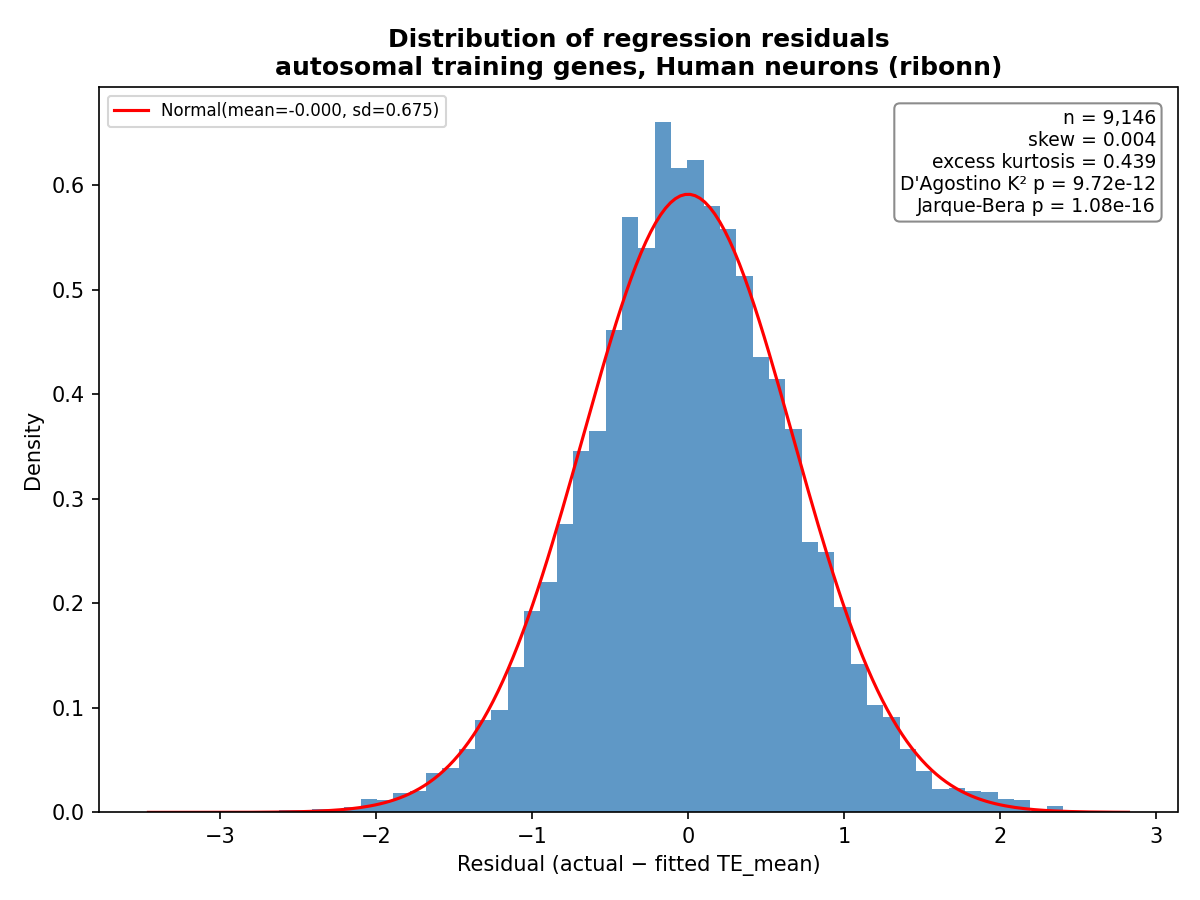 Distribution of regression residuals
autosomal training genes, Human neurons (ribonn)
Normal(mean=-0.000, sd=0.675)
n = 9,146
skew = 0.004
excess kurtosis = 0.439
D'Agostino K² p = 9.72e-12
Jarque-Bera p = 1.08e-16
Density
0.6
0.5
0.4
0.3
0.2
0.1
0.0
−3
−2
−1
0
1
2
3
Residual (actual − fitted TE_mean)